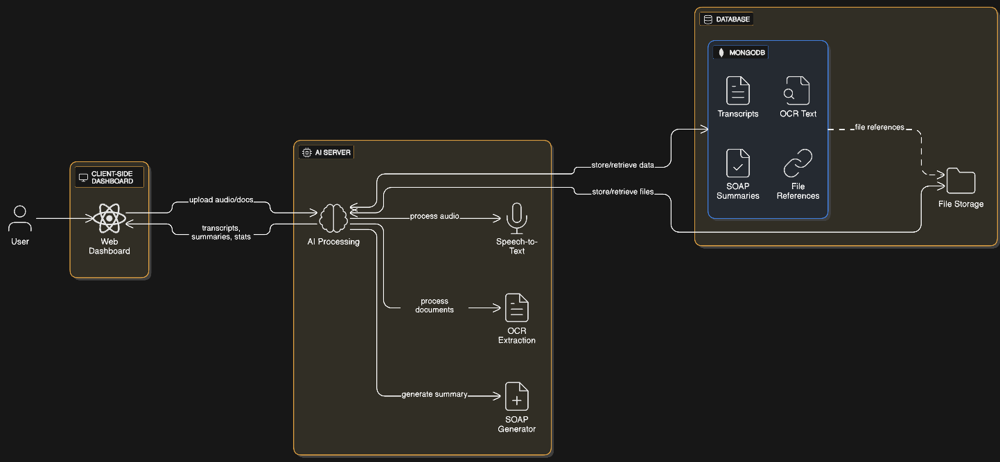 DATABASE
MONGODB
Transcripts
OCR Text
file references
SOAP
Summaries
File
References
File Storage
AI SERVER
store/retrieve data
store/retrieve files
CLIENT-SIDE
DASHBOARD
upload audio/docs
transcripts,
summaries, stats
User
Web
Dashboard
AI Processing
process audio
Speech-to-
Text
process
documents
OCR
Extraction
generate summary
SOAP
Generator